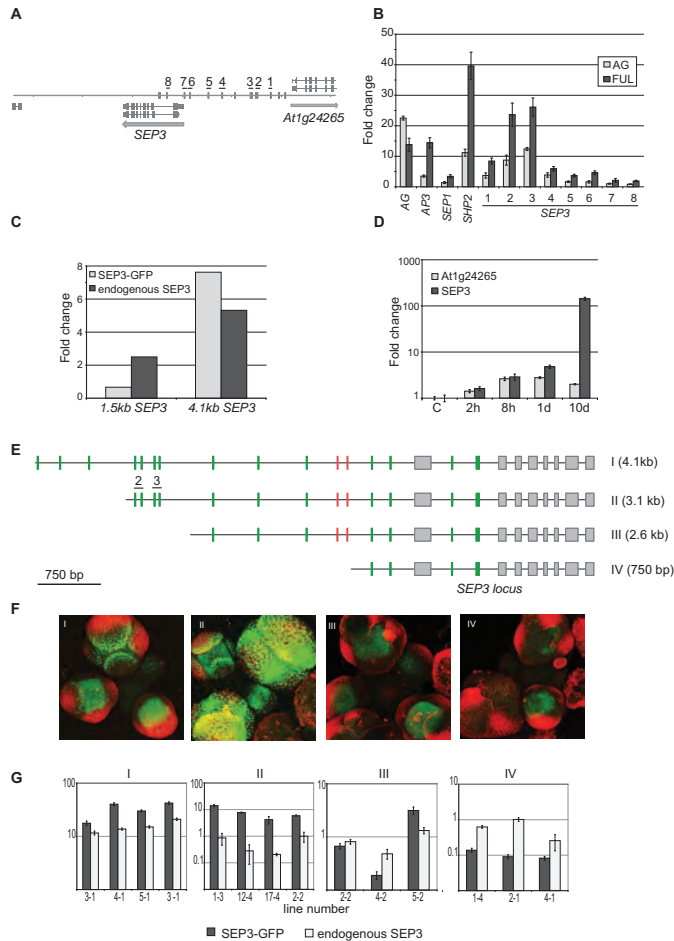 A
8 7 6 5 4 3 2 1
SEP3
At1g24265
B
Fold change
50
40
30
20
10
0
AG
FUL
AG AP3 SEP1 SHP2 1 2 3 4 5 6 7 8
SEP3
C
Fold change
8
6
4
2
0
SEP3-GFP
endogenous SEP3
1.5kb SEP3 4.1kb SEP3
D
Fold change
1000
100
10
1
At1g24265
SEP3
C 2h 8h 1d 10d
E
I (4.1kb)
2 3
II (3.1 kb)
III (2.6 kb)
IV (750 bp)
750 bp
SEP3 locus
F
I II III IV
G
I II III IV
100
10
3-1 4-1 5-1 3-1
100
10
1
0.1
1-3 12-4 17-4 2-2
10
1
2-2 4-2 5-2
10
1
0.1
1-4 2-1 4-1
line number
SEP3-GFP endogenous SEP3